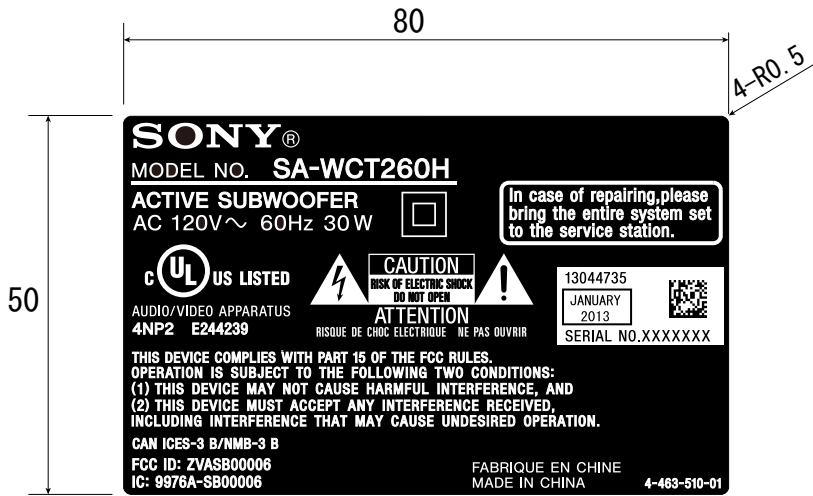 80
4-R0.5
50
SONY®
MODEL NO. SA-WCT260H
ACTIVE SUBWOOFER
AC 120V～ 60Hz 30W
In case of repairing,please
bring the entire system set
to the service station.
C UL US LISTED
AUDIO/VIDEO APPARATUS
4NP2 E244239
CAUTION
RISK OF ELECTRIC SHOCK
DO NOT OPEN
ATTENTION
RISQUE DE CHOC ELECTRIQUE NE PAS OUVRIR
13044735
JANUARY
2013
SERIAL NO.XXXXXXX
THIS DEVICE COMPLIES WITH PART 15 OF THE FCC RULES.
OPERATION IS SUBJECT TO THE FOLLOWING TWO CONDITIONS:
(1) THIS DEVICE MAY NOT CAUSE HARMFUL INTERFERENCE, AND
(2) THIS DEVICE MUST ACCEPT ANY INTERFERENCE RECEIVED,
INCLUDING INTERFERENCE THAT MAY CAUSE UNDESIRED OPERATION.
CAN ICES-3 B/NMB-3 B
FCC ID: ZVASB00006
IC: 9976A-SB00006
FABRIQUE EN CHINE
MADE IN CHINA
4-463-510-01